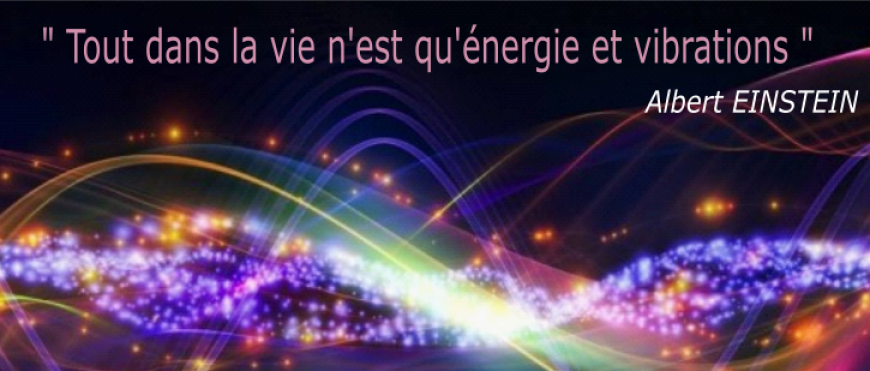 " Tout dans la vie n'est qu'énergie et vibrations "
Albert EINSTEIN